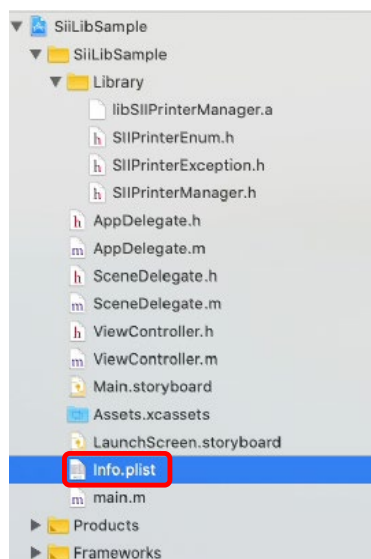 SiiLibSample
SiiLibSample
Library
libSIIPrinterManager.a
h SIIPrinterEnum.h
h SIIPrinterException.h
h SIIPrinterManager.h
h AppDelegate.h
m AppDelegate.m
h SceneDelegate.h
m SceneDelegate.m
h ViewController.h
m ViewController.m
Main.storyboard
Assets.xcassets
LaunchScreen.storyboard
Info.plist
m main.m
Products
Frameworks